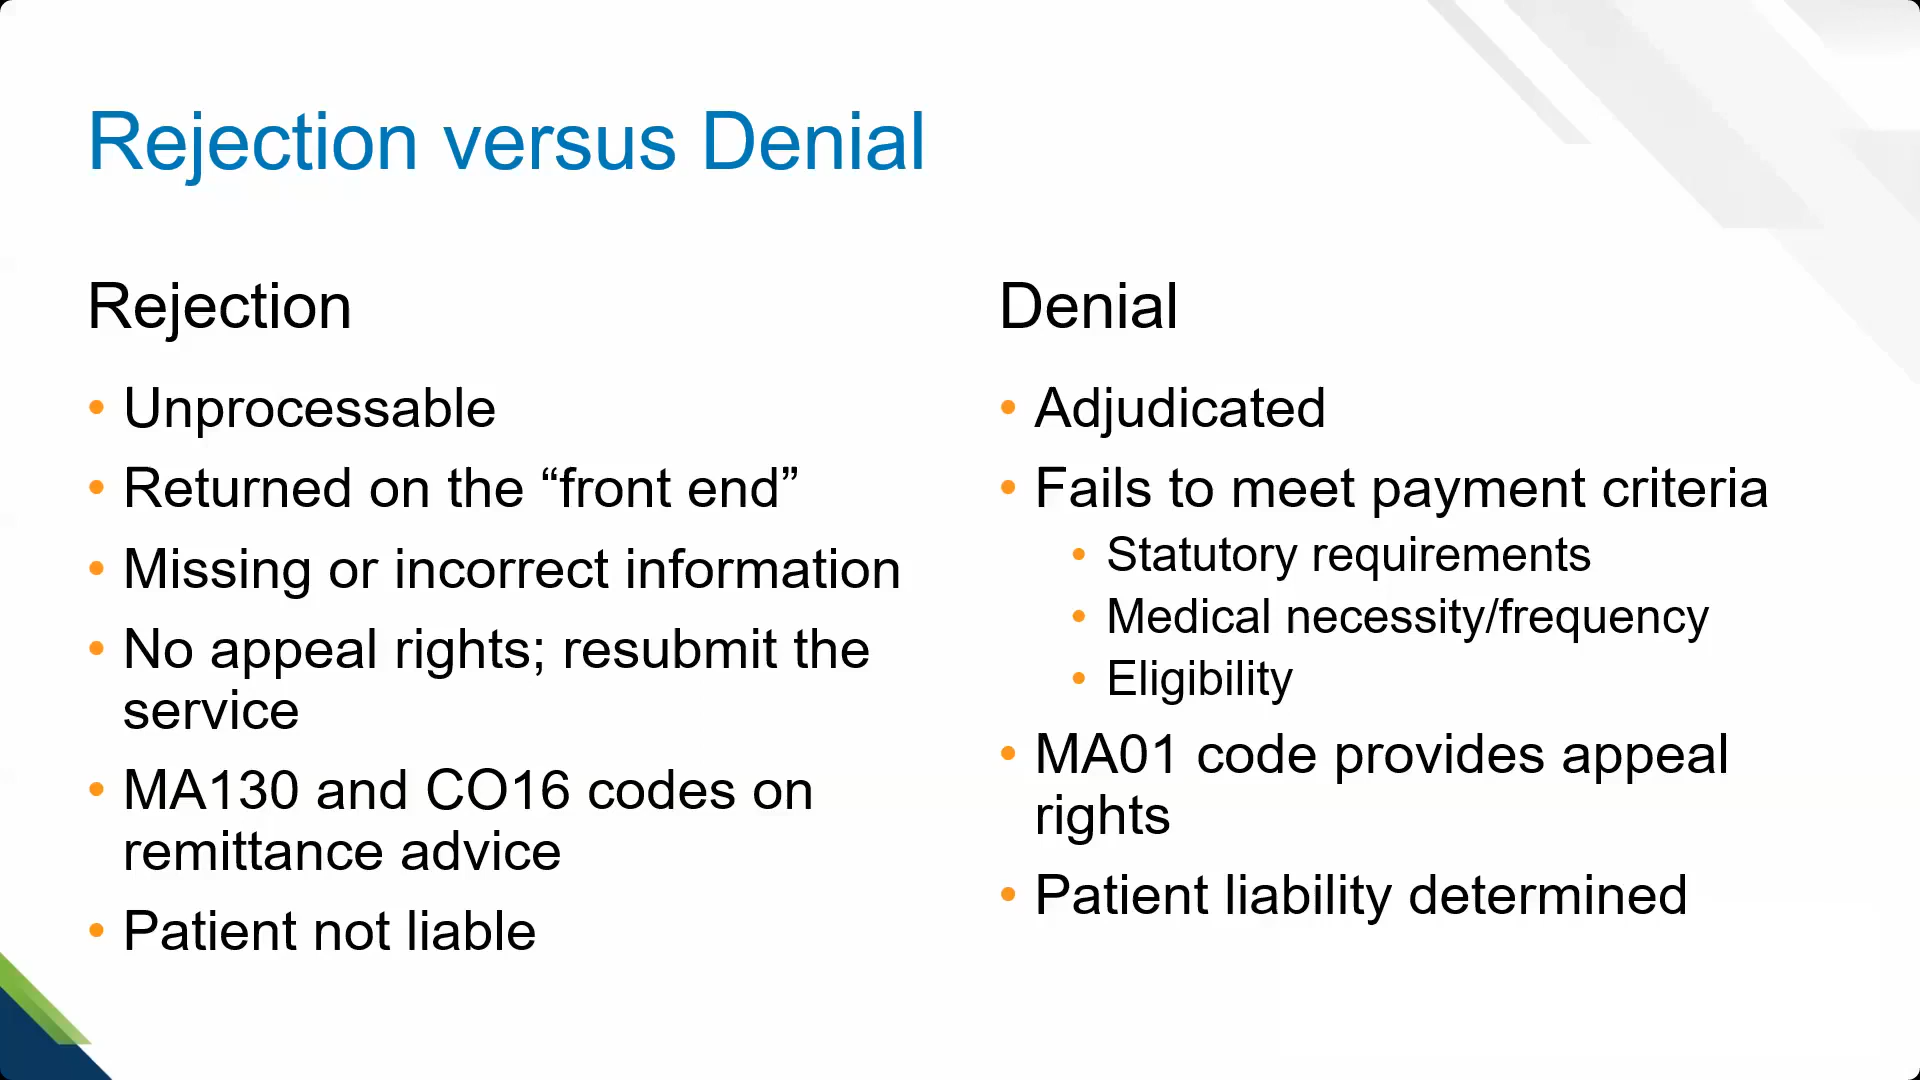 Rejection versus Denial
Rejection
• Unprocessable
• Returned on the “front end”
• Missing or incorrect information
• No appeal rights; resubmit the
service
• MA130 and CO16 codes on
remittance advice
• Patient not liable
Denial
• Adjudicated
• Fails to meet payment criteria
• Statutory requirements
• Medical necessity/frequency
• Eligibility
• MA01 code provides appeal
rights
• Patient liability determined